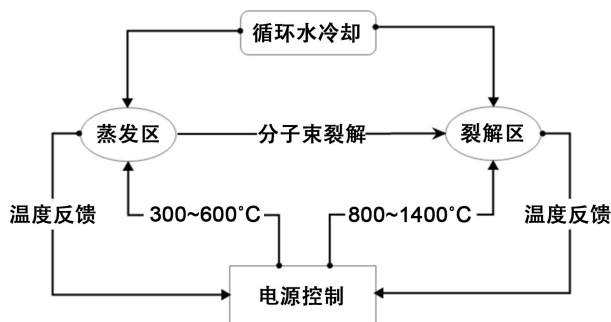 循环水冷却
蒸发区
分子束裂解
裂解区
温度反馈
300~600°C
800~1400°C
温度反馈
电源控制